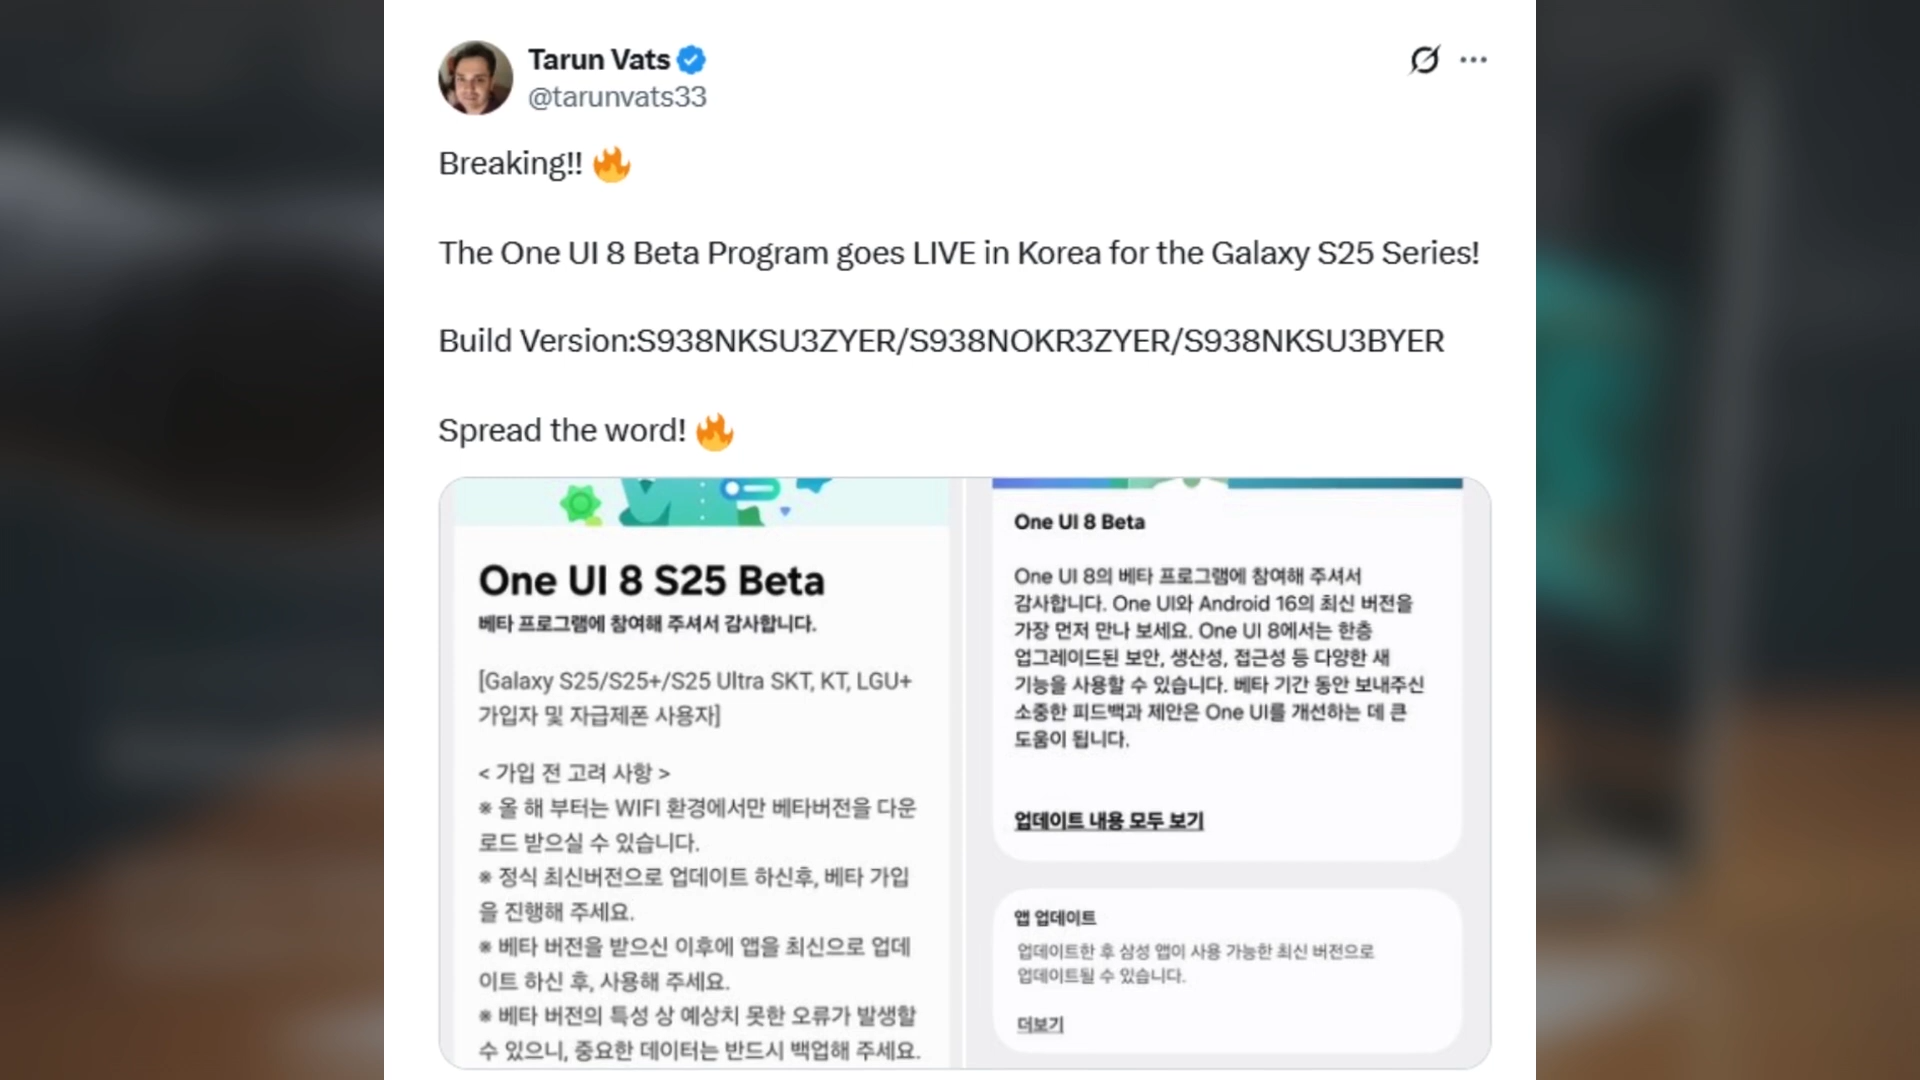 Tarun Vats
@tarunvats33
Breaking!! 🔥
The One UI 8 Beta Program goes LIVE in Korea for the Galaxy S25 Series!
Build Version:S938NKSU3ZYER/S938NOKR3ZYER/S938NKSU3BYER
Spread the word! 🔥
One UI 8 S25 Beta
베타 프로그램에 참여해 주셔서 감사합니다.
[Galaxy S25/S25+/S25 Ultra SKT, KT, LGU+
가입자 및 자급제폰 사용자]
< 가입 전 고려 사항 >
※ 올 해 부터는 WIFI 환경에서만 베타버전을 다운
로드 받으실 수 있습니다.
※ 정식 최신버전으로 업데이트 하신후, 베타 가입
을 진행해 주세요.
※ 베타 버전을 받으신 이후에 앱을 최신으로 업데
이트 하신 후, 사용해 주세요.
※ 베타 버전의 특성 상 예상치 못한 오류가 발생할
수 있으니, 중요한 데이터는 반드시 백업해 주세요.
One UI 8 Beta
One UI 8의 베타 프로그램에 참여해 주셔서
감사합니다. One UI와 Android 16의 최신 버전을
가장 먼저 만나 보세요. One UI 8에서는 한층
업그레이드된 보안, 생산성, 접근성 등 다양한 새
기능을 사용할 수 있습니다. 베타 기간 동안 보내주신
소중한 피드백과 제안은 One UI를 개선하는 데 큰
도움이 됩니다.
업데이트 내용 모두 보기
앱 업데이트
업데이트한 후 삼성 앱이 사용 가능한 최신 버전으로
업데이트될 수 있습니다.
더보기